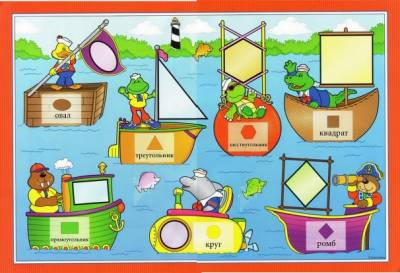 овал
треугольник
шестиугольник
квадрат
прямоугольник
круг
ромб